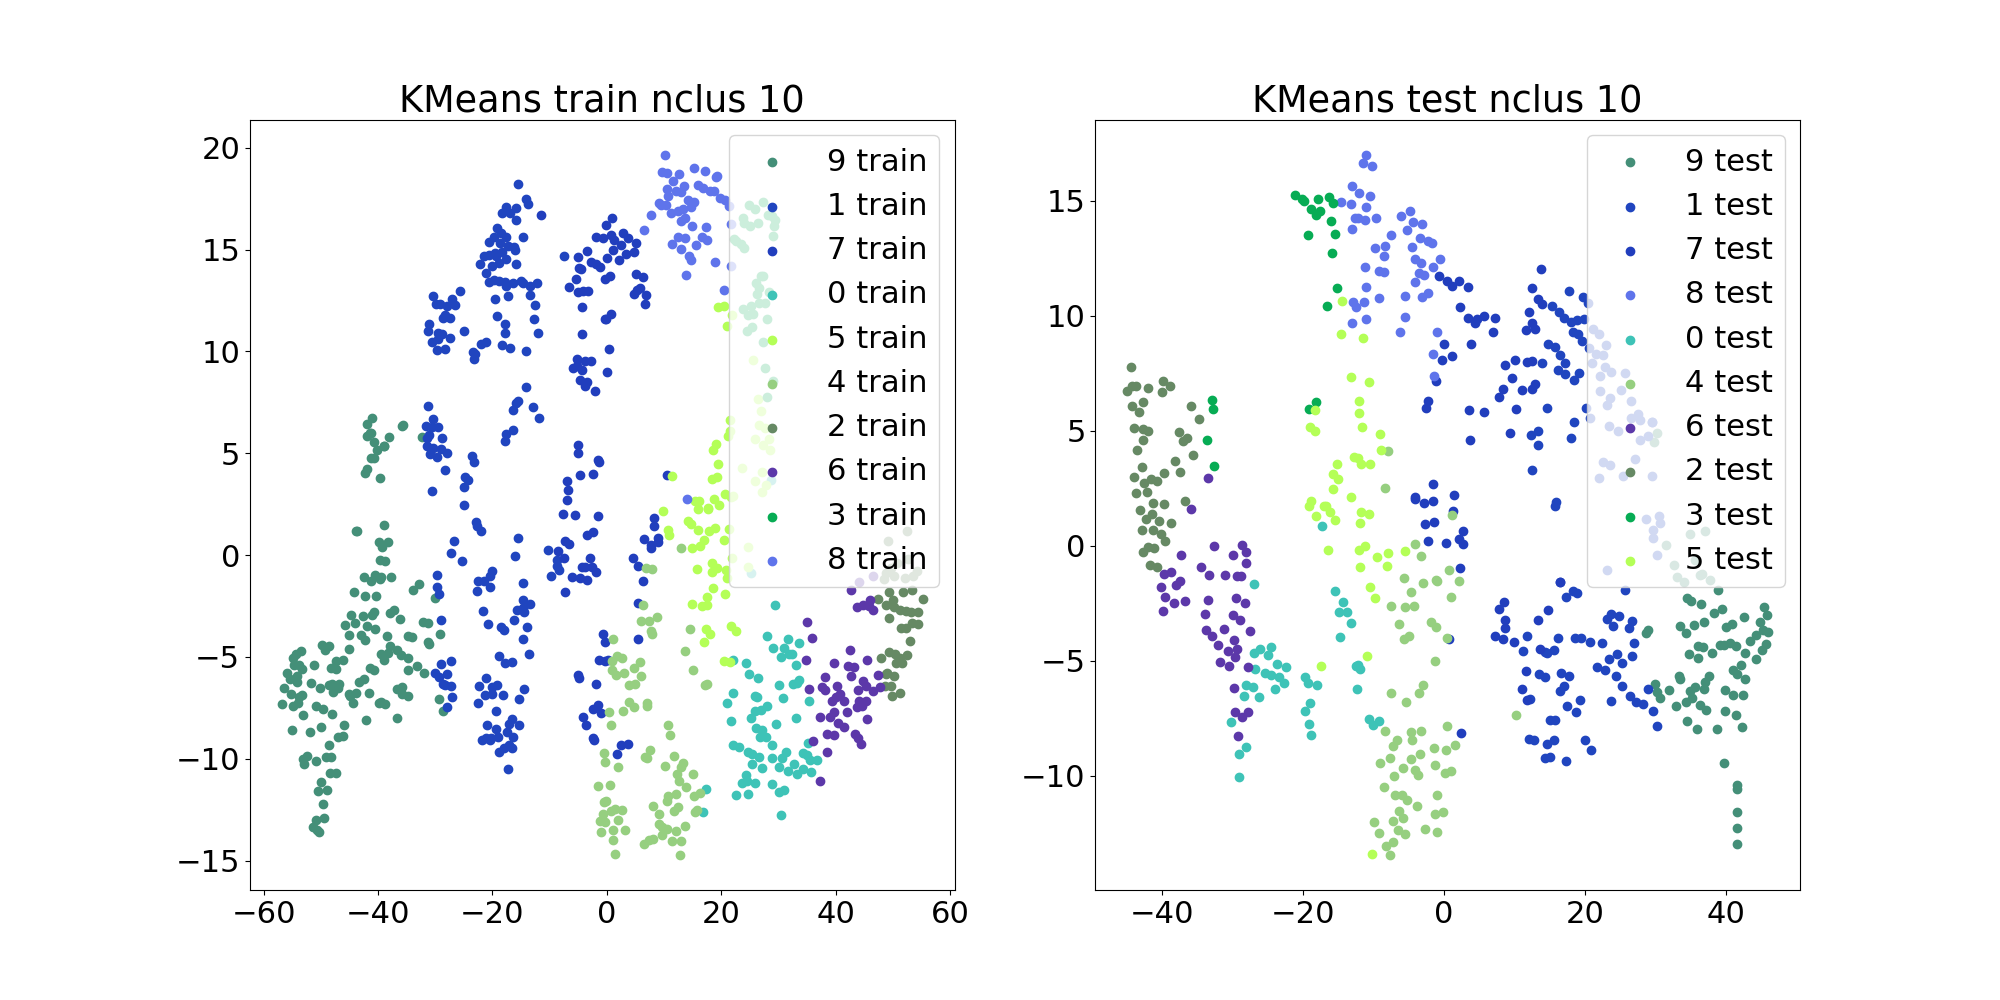 KMeans train nclus 10
20
15
10
5
0
−5
−10
−15
−60 −40 −20 0 20 40 60
9 train
1 train
7 train
0 train
5 train
4 train
2 train
6 train
3 train
8 train
KMeans test nclus 10
15
10
5
0
−5
−10
−40 −20 0 20 40
9 test
1 test
7 test
8 test
0 test
4 test
6 test
2 test
3 test
5 test